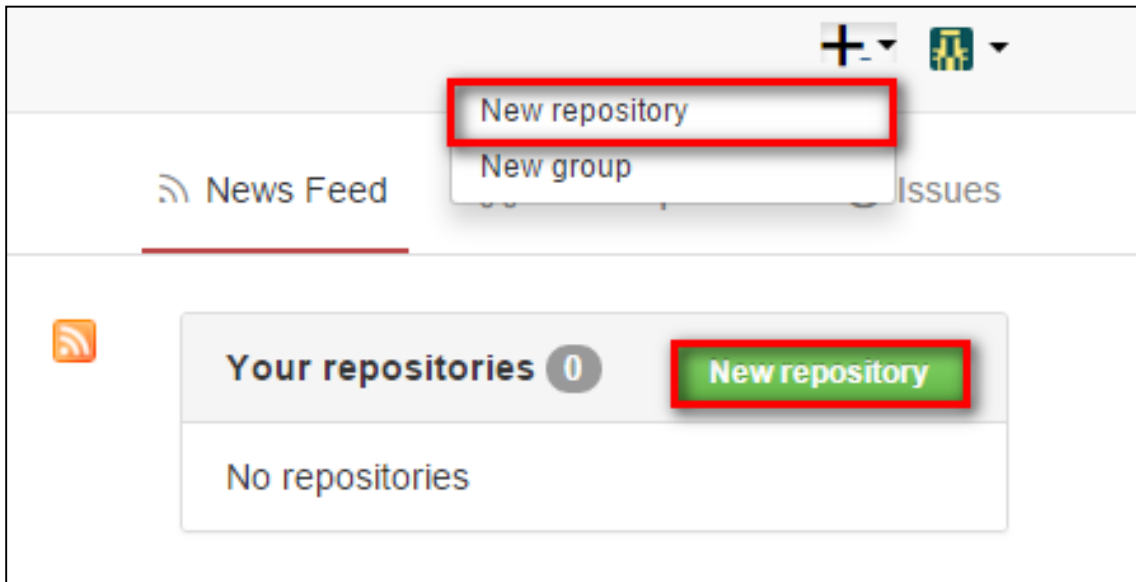 New repository
New group
News Feed
Issues
Your repositories 0
New repository
No repositories